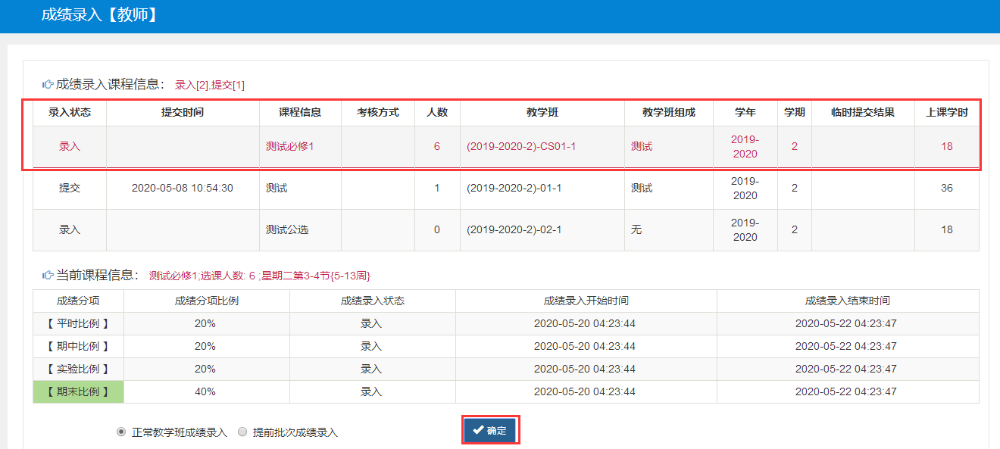 成绩录入【教师】
成绩录入课程信息： 录入[2],提交[1]
录入状态 提交时间 课程信息 考核方式 人数 教学班 教学班组成 学年 学期 临时提交结果 上课学时
录入 测试必修1 6 (2019-2020-2)-CS01-1 测试 2019-2020 2 18
提交 2020-05-08 10:54:30 测试 1 (2019-2020-2)-01-1 测试 2019-2020 2 36
录入 测试公选 0 (2019-2020-2)-02-1 无 2019-2020 2 18
当前课程信息： 测试必修1;选课人数: 6 ;星期二第3-4节{5-13周}
成绩分项 成绩分项比例 成绩录入状态 成绩录入开始时间 成绩录入结束时间
【 平时比例 】 20% 录入 2020-05-20 04:23:44 2020-05-22 04:23:47
【 期中比例 】 20% 录入 2020-05-20 04:23:44 2020-05-22 04:23:47
【 实验比例 】 20% 录入 2020-05-20 04:23:44 2020-05-22 04:23:47
【 期末比例 】 40% 录入 2020-05-20 04:23:44 2020-05-22 04:23:47
正常教学班成绩录入 提前批次成绩录入 确定